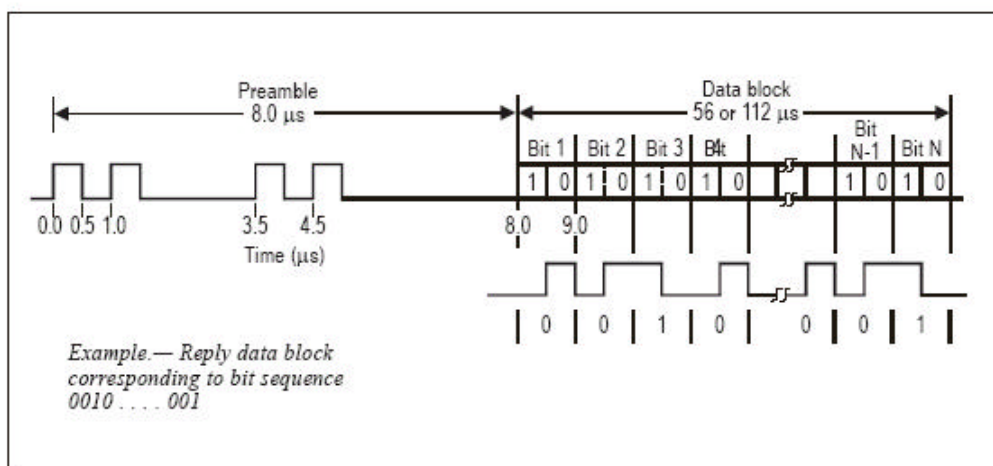 Preamble
8.0 µs
Data block
56 or 112 µs
Bit 1 Bit 2 Bit 3 Bit N-1 Bit N
1 0 1 0 1 0 1 0 1 0 1 0
0.0 0.5 1.0 3.5 4.5 8.0 9.0
Time (µs)
0 0 1 0 0 0 1
Example.— Reply data block
corresponding to bit sequence
0010 . . . . 001